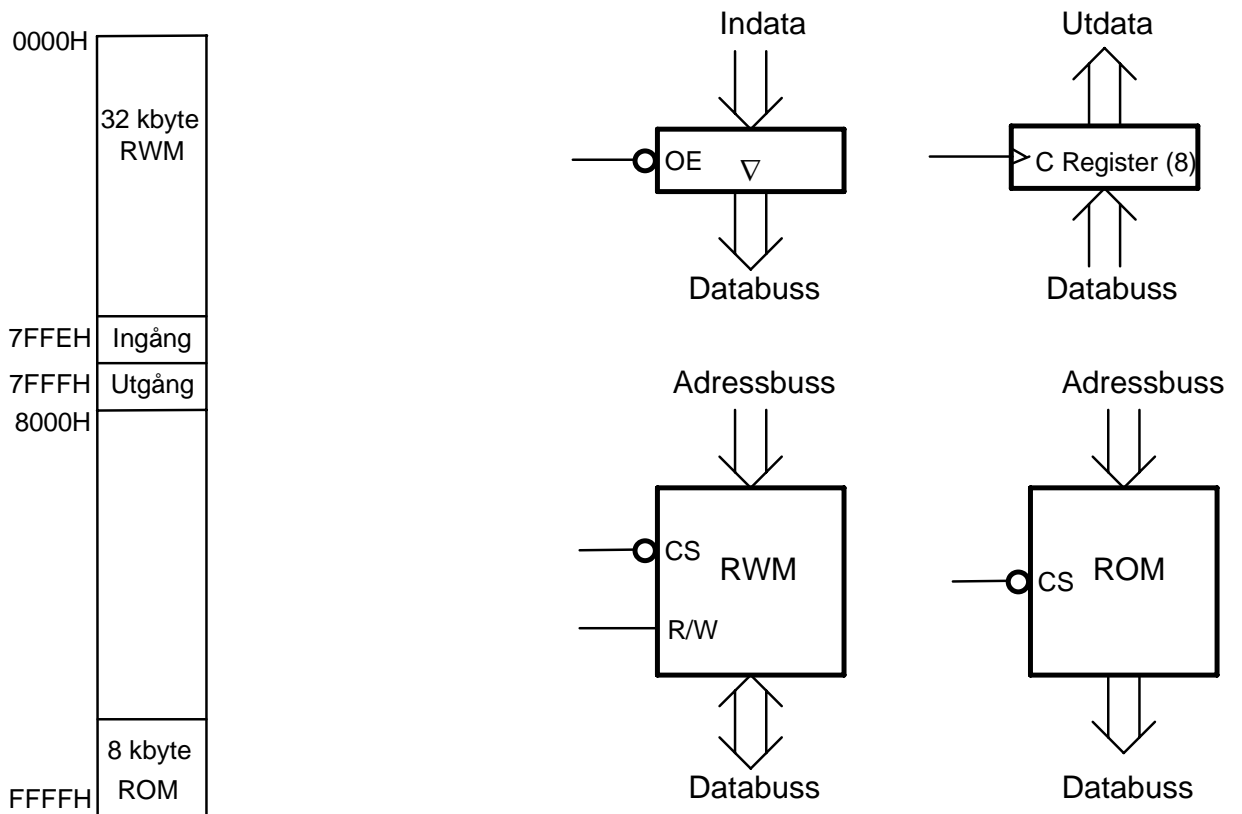 0000H
32 kbyte
RWM
7FFEH
Ingång
7FFFH
Utgång
8000H
8 kbyte
ROM
FFFFH
Indata
OE
∇
Databuss
Utdata
C Register (8)
Databuss
Adressbuss
CS
RWM
R/W
Databuss
Adressbuss
CS
ROM
Databuss